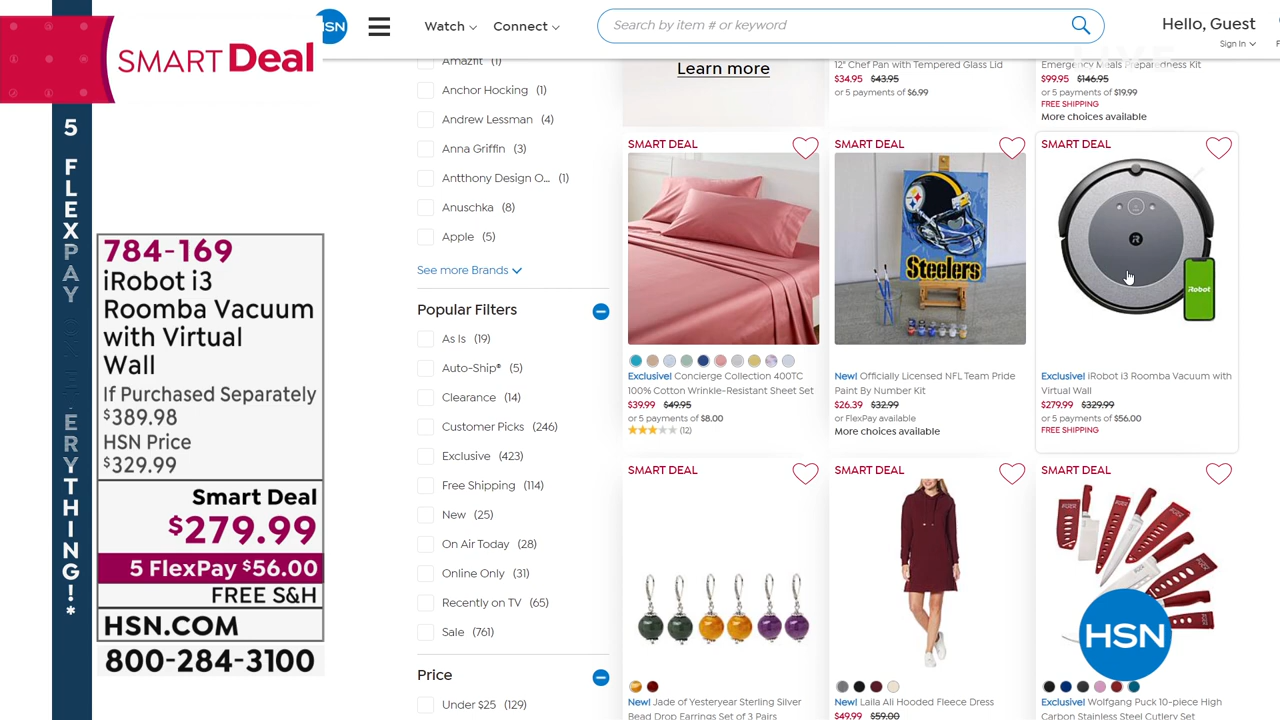 SMART Deal
5 FLEXPAY
ERYTHING!*
784-169
iRobot i3
Roomba Vacuum
with Virtual
Wall
If Purchased Separately
$389.98
HSN Price
$329.99
Smart Deal
$279.99
5 FlexPay $56.00
FREE S&H
HSN.COM
800-284-3100
HSN
Watch
Connect
Search by item # or keyword
Hello, Guest
Sign In
LIVE
Amazfit (1)
Anchor Hocking (1)
Andrew Lessman (4)
Anna Griffin (3)
Antthony Design O... (1)
Anuschka (8)
Apple (5)
See more Brands
Popular Filters
As Is (19)
Auto-Ship® (5)
Clearance (14)
Customer Picks (246)
Exclusive (423)
Free Shipping (114)
New (25)
On Air Today (28)
Online Only (31)
Recently on TV (65)
Sale (761)
Price
Under $25 (129)
Learn more
12" Chef Pan with Tempered Glass Lid
$34.95 $43.95
or 5 payments of $6.99
Emergency Meals Preparedness Kit
$99.95 $146.95
or 5 payments of $19.99
FREE SHIPPING
More choices available
SMART DEAL
Exclusive! Concierge Collection 400TC
100% Cotton Wrinkle-Resistant Sheet Set
$39.99 $49.95
or 5 payments of $8.00
(12)
SMART DEAL
Steelers
New! Officially Licensed NFL Team Pride
Paint By Number Kit
$26.39 $32.99
or FlexPay available
More choices available
SMART DEAL
iRobot
Exclusive! iRobot i3 Roomba Vacuum with
Virtual Wall
$279.99 $329.99
or 5 payments of $56.00
FREE SHIPPING
SMART DEAL
New! Jade of Yesteryear Sterling Silver
Bead Drop Earrings Set of 3 Pairs
SMART DEAL
New! Laila Ali Hooded Fleece Dress
$49.99 $59.00
SMART DEAL
Exclusive! Wolfgang Puck 10-piece High
Carbon Stainless Steel Cutlery Set
HSN